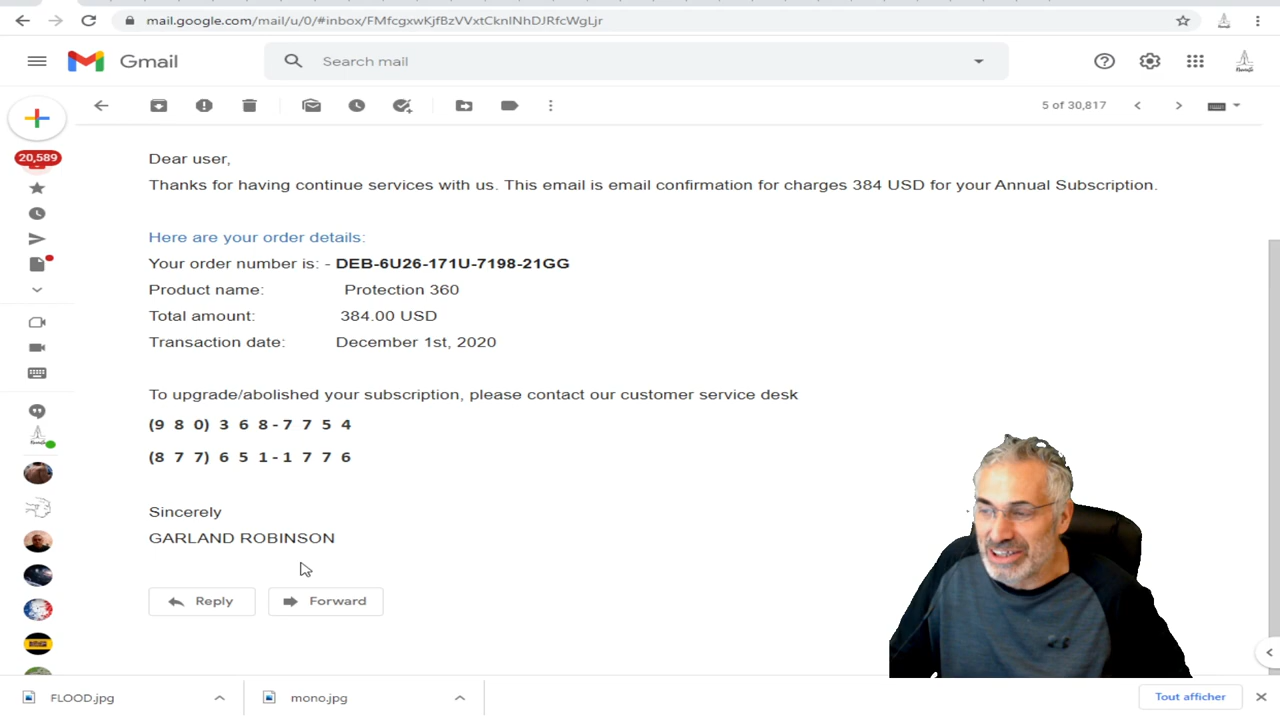 mail.google.com/mail/u/0/#inbox/FMfcgxwKjfBzVVxtCknlNhDJRfcWgLjr
Gmail
Search mail
5 of 30,817
20,589
Dear user,
Thanks for having continue services with us. This email is email confirmation for charges 384 USD for your Annual Subscription.
Here are your order details:
Your order number is: - DEB-6U26-171U-7198-21GG
Product name: Protection 360
Total amount: 384.00 USD
Transaction date: December 1st, 2020
To upgrade/abolished your subscription, please contact our customer service desk
(9 8 0) 3 6 8 - 7 7 5 4
(8 7 7) 6 5 1 - 1 7 7 6
Sincerely
GARLAND ROBINSON
Reply
Forward
FLOOD.jpg
mono.jpg
Tout afficher